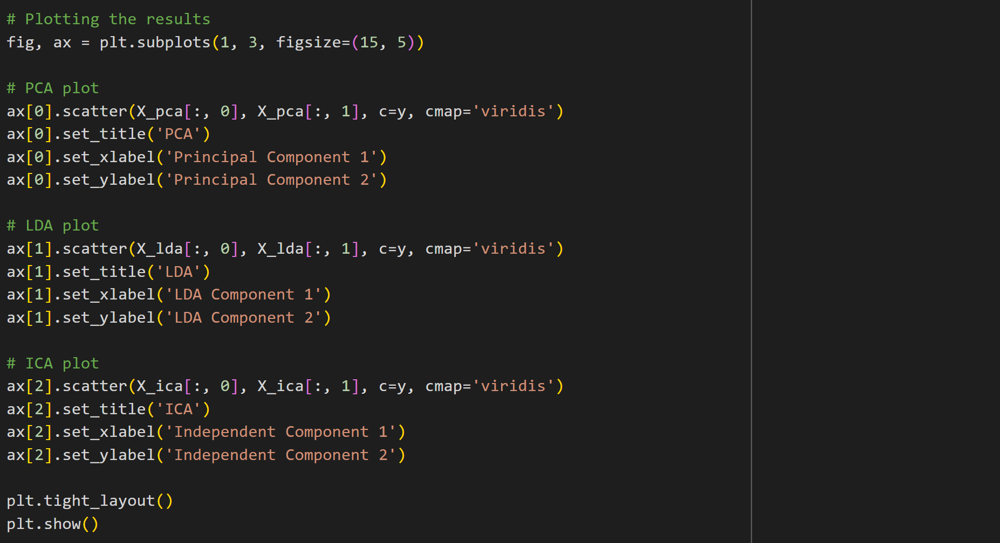 # Plotting the results
fig, ax = plt.subplots(1, 3, figsize=(15, 5))
# PCA plot
ax[0].scatter(X_pca[:, 0], X_pca[:, 1], c=y, cmap='viridis')
ax[0].set_title('PCA')
ax[0].set_xlabel('Principal Component 1')
ax[0].set_ylabel('Principal Component 2')
# LDA plot
ax[1].scatter(X_lda[:, 0], X_lda[:, 1], c=y, cmap='viridis')
ax[1].set_title('LDA')
ax[1].set_xlabel('LDA Component 1')
ax[1].set_ylabel('LDA Component 2')
# ICA plot
ax[2].scatter(X_ica[:, 0], X_ica[:, 1], c=y, cmap='viridis')
ax[2].set_title('ICA')
ax[2].set_xlabel('Independent Component 1')
ax[2].set_ylabel('Independent Component 2')
plt.tight_layout()
plt.show()